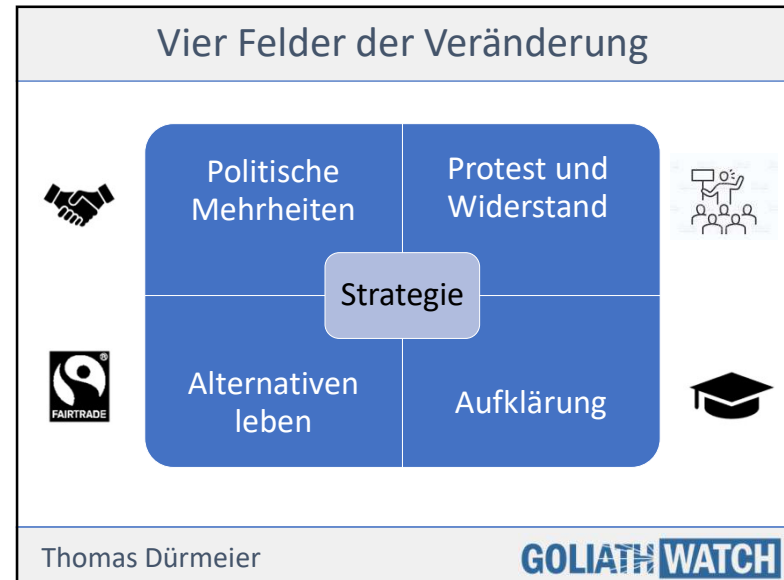 Vier Felder der Veränderung
Politische
Mehrheiten
Protest und
Widerstand
Strategie
Alternativen
leben
Aufklärung
®
FAIRTRADE
Thomas Dürmeier
GOLIATH WATCH